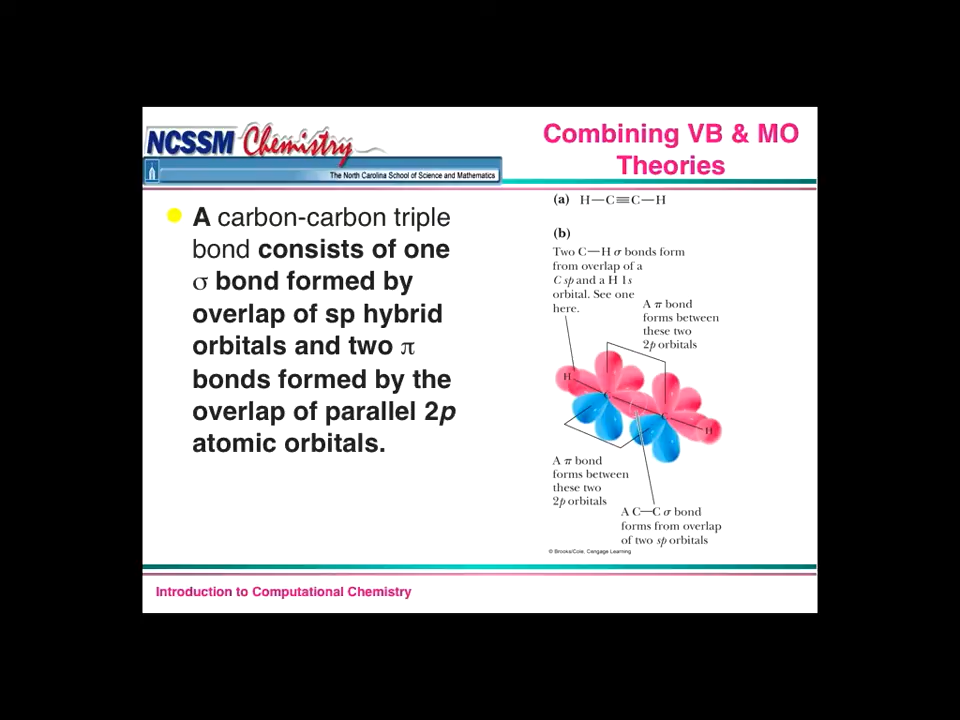 NCSSM Chemistry
The North Carolina School of Science and Mathematics
Combining VB & MO
Theories
A carbon-carbon triple
bond consists of one
σ bond formed by
overlap of sp hybrid
orbitals and two π
bonds formed by the
overlap of parallel 2p
atomic orbitals.
(a) H—C≡C—H
(b)
Two C—H σ bonds form
from overlap of a
C sp and a H 1s
orbital. See one
here.
A π bond
forms between
these two
2p orbitals
H
C
C
H
A π bond
forms between
these two
2p orbitals
A C—C σ bond
forms from overlap
of two sp orbitals
© Brooks/Cole, Cengage Learning
Introduction to Computational Chemistry